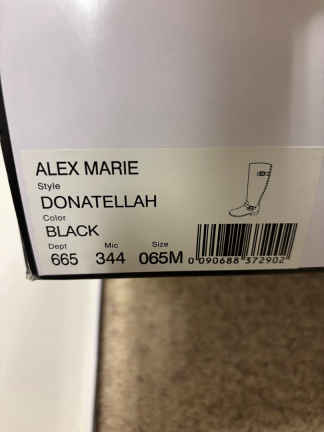 ALEX MARIE
Style
DONATELLAH
Color
BLACK
Dept Mic Size
665 344 065M
0 090688 372902